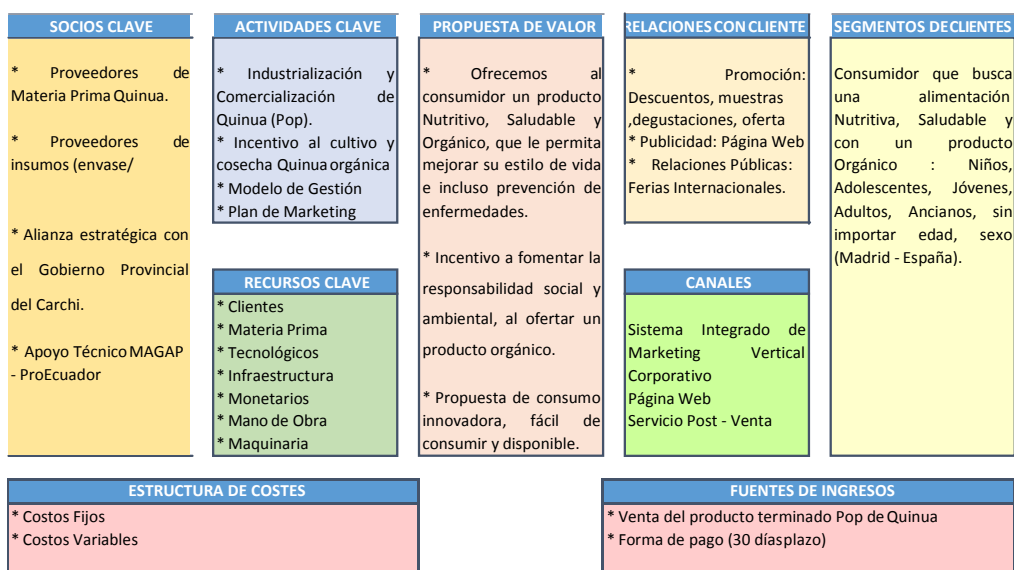 SOCIOS CLAVE
* Proveedores de
Materia Prima Quinua.
* Proveedores de
insumos (envase/
* Alianza estratégica con
el Gobierno Provincial
del Carchi.
* Apoyo Técnico MAGAP
- ProEcuador
ACTIVIDADES CLAVE
* Industrialización y
Comercialización de
Quinua (Pop).
* Incentivo al cultivo y
cosecha Quinua orgánica
* Modelo de Gestión
* Plan de Marketing
RECURSOS CLAVE
* Clientes
* Materia Prima
* Tecnológicos
* Infraestructura
* Monetarios
* Mano de Obra
* Maquinaria
PROPUESTA DE VALOR
* Ofrecemos al
consumidor un producto
Nutritivo, Saludable y
Orgánico, que le permita
mejorar su estilo de vida
e incluso prevención de
enfermedades.
* Incentivo a fomentar la
responsabilidad social y
ambiental, al ofertar un
producto orgánico.
* Propuesta de consumo
innovadora, fácil de
consumir y disponible.
RELACIONES CON CLIENTE
* Promoción:
Descuentos, muestras
,degustaciones, oferta
* Publicidad: Página Web
* Relaciones Públicas:
Ferias Internacionales.
CANALES
Sistema Integrado de
Marketing Vertical
Corporativo
Página Web
Servicio Post - Venta
SEGMENTOS DE CLIENTES
Consumidor que busca
una alimentación
Nutritiva, Saludable y
con un producto
Orgánico : Niños,
Adolescentes, Jóvenes,
Adultos, Ancianos, sin
importar edad, sexo
(Madrid - España).
ESTRUCTURA DE COSTES
* Costos Fijos
* Costos Variables
FUENTES DE INGRESOS
* Venta del producto terminado Pop de Quinua
* Forma de pago (30 díasplazo)